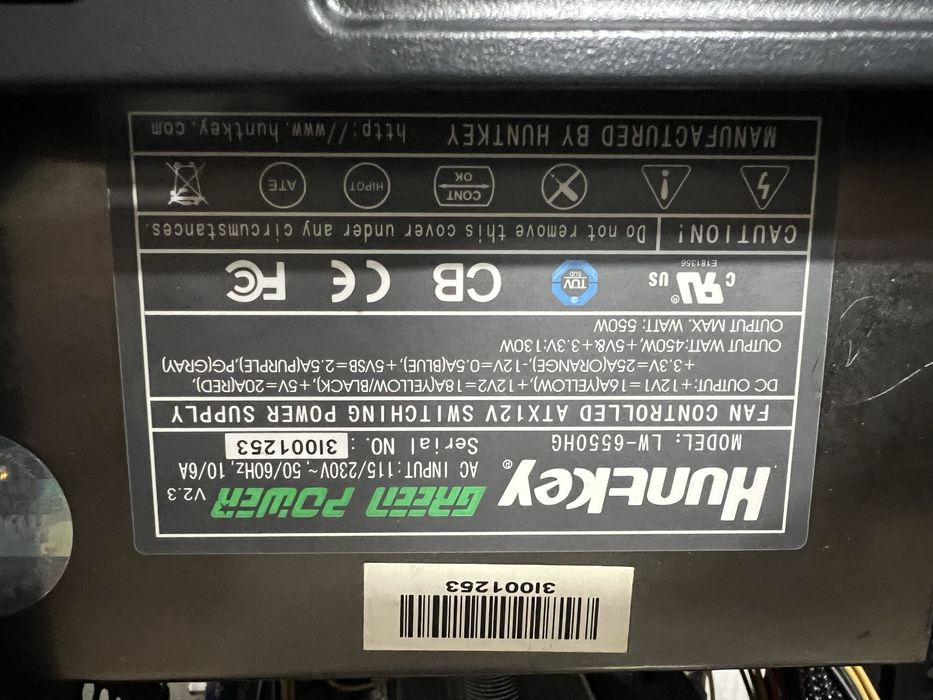 Huntkey® GREEN POWER V2.3
AC INPUT: 115/230V~, 50/60Hz, 10/6A
MODEL: LW-6550HG Serial NO.: 3I001253
FAN CONTROLLED ATX12V SWITCHING POWER SUPPLY
DC OUTPUT: +12V1=16A(YELLOW), +12V2=18A(YELLOW/BLACK), +5V=20A(RED),
+3.3V=25A(ORANGE), -12V=0.5A(BLUE), +5VSB=2.5A(PURPLE),PG(GRAY)
OUTPUT WATT:450W, +5V&+3.3V:130W
OUTPUT MAX. WATT: 550W
C RU® US E181356 TÜV SÜD CB CE FC
CAUTION! Do not remove this cover under any circumstances.
CONT OK HIPOT ATE
MANUFACTURED BY HUNTKEY http://www.huntkey.com
3I001253